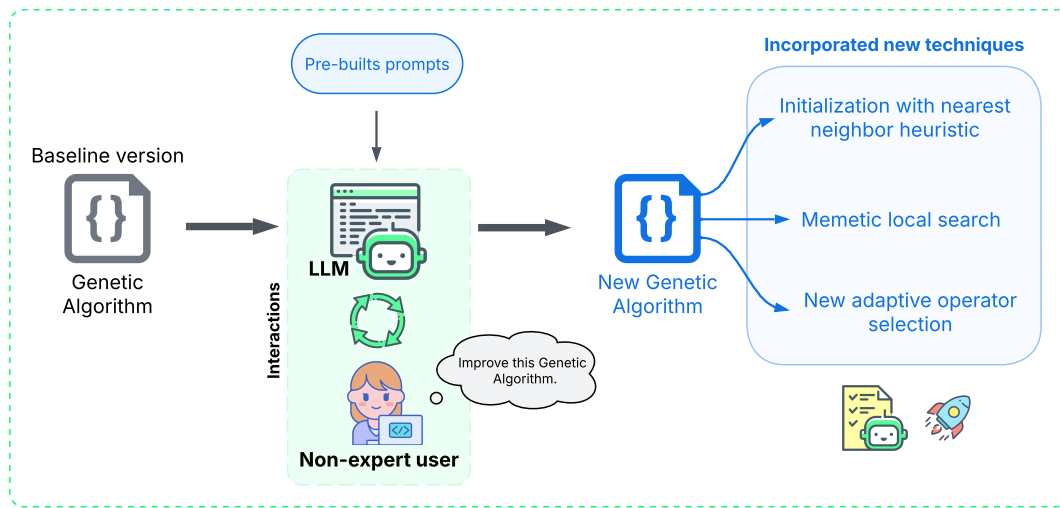 Incorporated new techniques
Pre-builts prompts
Initialization with nearest
neighbor heuristic
Baseline version
{}
Genetic
Algorithm
LLM
Interactions
Improve this Genetic
Algorithm.
</>
Non-expert user
{}
New Genetic
Algorithm
Memetic local search
New adaptive operator
selection